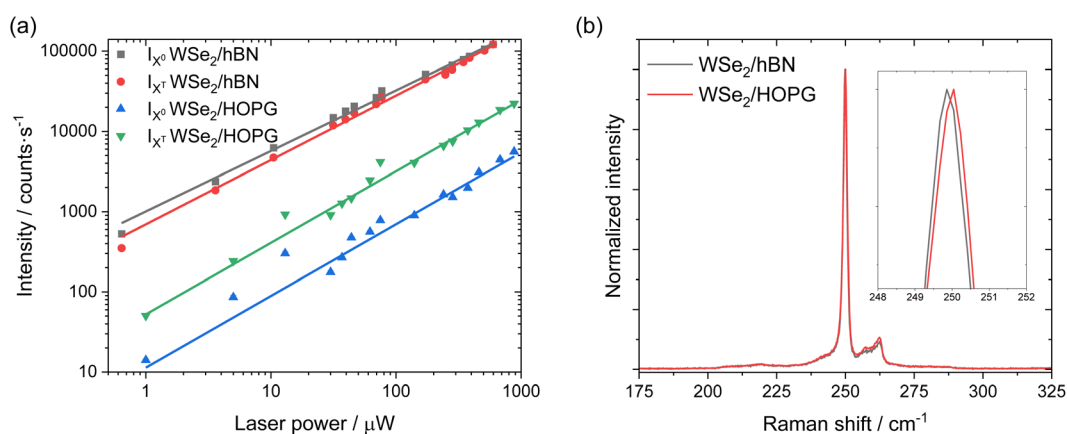 (a)
100000
10000
1000
100
10
Intensity / counts·s⁻¹
I_X⁰ WSe₂/hBN
I_Xᵀ WSe₂/hBN
I_X⁰ WSe₂/HOPG
I_Xᵀ WSe₂/HOPG
1
10
100
1000
Laser power / μW
(b)
Normalized intensity
WSe₂/hBN
WSe₂/HOPG
248
249
250
251
252
175
200
225
250
275
300
325
Raman shift / cm⁻¹